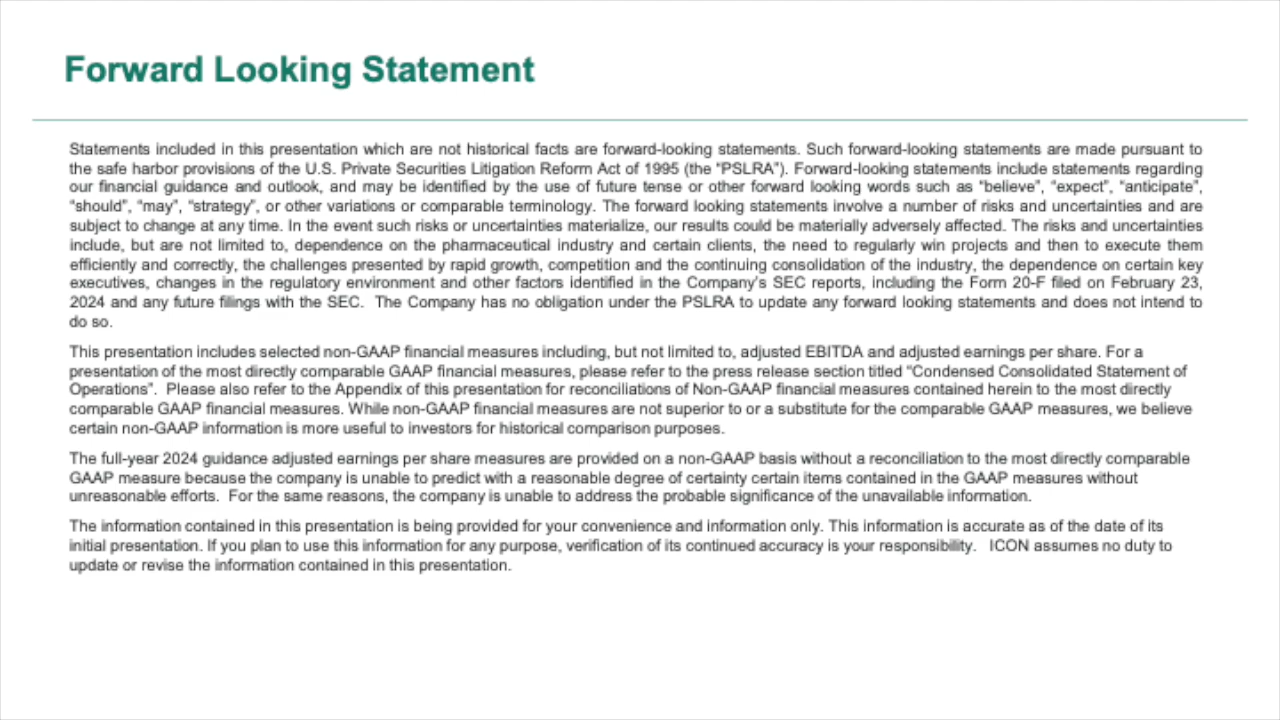 Forward Looking Statement
Statements included in this presentation which are not historical facts are forward-looking statements. Such forward-looking statements are made pursuant to
the safe harbor provisions of the U.S. Private Securities Litigation Reform Act of 1995 (the "PSLRA"). Forward-looking statements include statements regarding
our financial guidance and outlook, and may be identified by the use of future tense or other forward looking words such as "believe", "expect", "anticipate",
"should", "may", "strategy", or other variations or comparable terminology. The forward looking statements involve a number of risks and uncertainties and are
subject to change at any time. In the event such risks or uncertainties materialize, our results could be materially adversely affected. The risks and uncertainties
include, but are not limited to, dependence on the pharmaceutical industry and certain clients, the need to regularly win projects and then to execute them
efficiently and correctly, the challenges presented by rapid growth, competition and the continuing consolidation of the industry, the dependence on certain key
executives, changes in the regulatory environment and other factors identified in the Company's SEC reports, including the Form 20-F filed on February 23,
2024 and any future filings with the SEC.  The Company has no obligation under the PSLRA to update any forward looking statements and does not intend to
do so.
This presentation includes selected non-GAAP financial measures including, but not limited to, adjusted EBITDA and adjusted earnings per share. For a
presentation of the most directly comparable GAAP financial measures, please refer to the press release section titled "Condensed Consolidated Statement of
Operations".  Please also refer to the Appendix of this presentation for reconciliations of Non-GAAP financial measures contained herein to the most directly
comparable GAAP financial measures. While non-GAAP financial measures are not superior to or a substitute for the comparable GAAP measures, we believe
certain non-GAAP information is more useful to investors for historical comparison purposes.
The full-year 2024 guidance adjusted earnings per share measures are provided on a non-GAAP basis without a reconciliation to the most directly comparable
GAAP measure because the company is unable to predict with a reasonable degree of certainty certain items contained in the GAAP measures without
unreasonable efforts.  For the same reasons, the company is unable to address the probable significance of the unavailable information.
The information contained in this presentation is being provided for your convenience and information only. This information is accurate as of the date of its
initial presentation. If you plan to use this information for any purpose, verification of its continued accuracy is your responsibility.   ICON assumes no duty to
update or revise the information contained in this presentation.